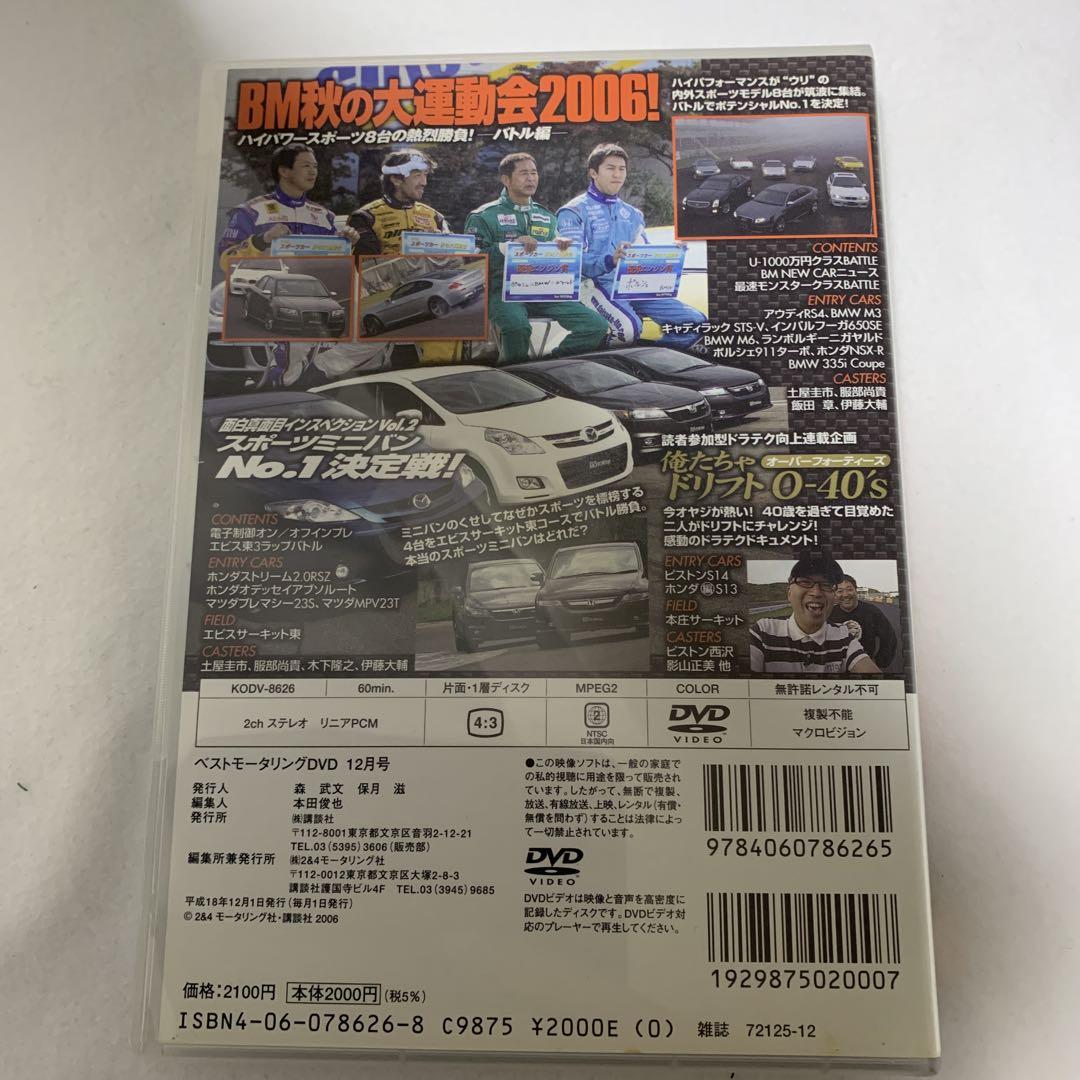 BM秋の大運動会2006!
ハイパワースポーツ8台の熱烈勝負!—バトル編—
ハイパフォーマンスが“ウリ”の
内外スポーツモデル8台が筑波に集結。
バトルでポテンシャルNo.1を決定!
CONTENTS
U-1000万円クラスBATTLE
BM NEW CARニュース
最速モンスタークラスBATTLE
ENTRY CARS
アウディRS4、BMW M3
キャディラック STS-V、インパルフーガ650SE
BMW M6、ランボルギーニガヤルド
ポルシェ911ターボ、ホンダNSX-R
BMW 335i Coupe
CASTERS
土屋圭市、服部尚貴
飯田 章、伊藤大輔
面白真面目インスペクションVol.2
スポーツミニバン
No.1決定戦!
ミニバンのくせしてなぜかスポーツを標榜する
4台をエビスサーキット東コースでバトル勝負。
本当のスポーツミニバンはどれだ?
CONTENTS
電子制御オン/オフインプレ
エビス東3ラップバトル
ENTRY CARS
ホンダストリーム2.0RSZ
ホンダオデッセイアブソルート
マツダプレマシー23S、マツダMPV23T
FIELD
エビスサーキット東
CASTERS
土屋圭市、服部尚貴、木下隆之、伊藤大輔
読者参加型ドラテク向上連載企画
俺たちゃ
ドリフト
オーバーフォーティーズ
O-40's
今オヤジが熱い! 40歳を過ぎて目覚めた
二人がドリフトにチャレンジ!
感動のドラテクドキュメント!
ENTRY CARS
ピストンS14
ホンダ㊙S13
FIELD
本庄サーキット
CASTERS
ピストン西沢
影山正美 他
KODV-8626 60min. 片面・1層ディスク MPEG2 COLOR 無許諾レンタル不可
2ch ステレオ リニアPCM 4:3 2 NTSC 日本国内向 DVD VIDEO 複製不能
マクロビジョン
ベストモータリングDVD 12月号
発行人 森 武文 保月 滋
編集人 本田俊也
発行所 ㈱講談社
〒112-8001東京都文京区音羽2-12-21
TEL.03(5395)3606(販売部)
編集所兼発行所 ㈱2&4モータリング社
〒112-0012東京都文京区大塚2-8-3
講談社護国寺ビル4F TEL.03(3945)9685
平成18年12月1日発行(毎月1日発行)
© 2&4 モータリング社・講談社 2006
●この映像ソフトは、一般の家庭で
の私的視聴に用途を限って販売され
ています。したがって、無断で複製、
放送、有線放送、上映、レンタル(有償・
無償を問わず)することは法律によっ
て一切禁止されています。
DVD
VIDEO
DVDビデオは映像と音声を高密度に
記録したディスクです。DVDビデオ対
応のプレーヤーで再生してください。
9784060786265
1929875020007
価格:2100円 本体2000円(税5%)
ISBN4-06-078626-8 C9875 ¥2000E (0) 雑誌 72125-12